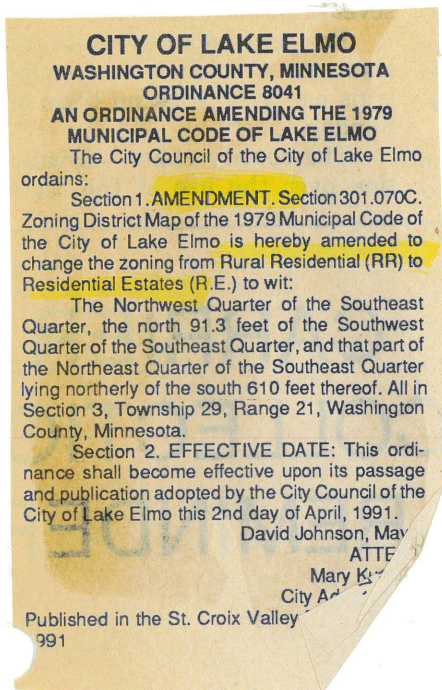 CITY OF LAKE ELMO
WASHINGTON COUNTY, MINNESOTA
ORDINANCE 8041
AN ORDINANCE AMENDING THE 1979
MUNICIPAL CODE OF LAKE ELMO
The City Council of the City of Lake Elmo
ordains:
Section 1. AMENDMENT. Section 301.070C.
Zoning District Map of the 1979 Municipal Code of
the City of Lake Elmo is hereby amended to
change the zoning from Rural Residential (RR) to
Residential Estates (R.E.) to wit:
The Northwest Quarter of the Southeast
Quarter, the north 91.3 feet of the Southwest
Quarter of the Southeast Quarter, and that part of
the Northeast Quarter of the Southeast Quarter
lying northerly of the south 610 feet thereof. All in
Section 3, Township 29, Range 21, Washington
County, Minnesota.
Section 2. EFFECTIVE DATE: This ordi-
nance shall become effective upon its passage
and publication adopted by the City Council of the
City of Lake Elmo this 2nd day of April, 1991.
David Johnson, May
ATTE
Mary
City Ad
Published in the St. Croix Valley
991